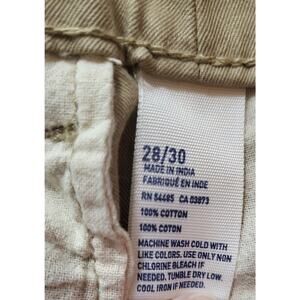 28/30
MADE IN INDIA
FABRIQUÉ EN INDE
RN 54485 CA 03873
100% COTTON
100% COTON
MACHINE WASH COLD WITH
LIKE COLORS. USE ONLY NON
CHLORINE BLEACH IF
NEEDED. TUMBLE DRY LOW.
COOL IRON IF NEEDED.